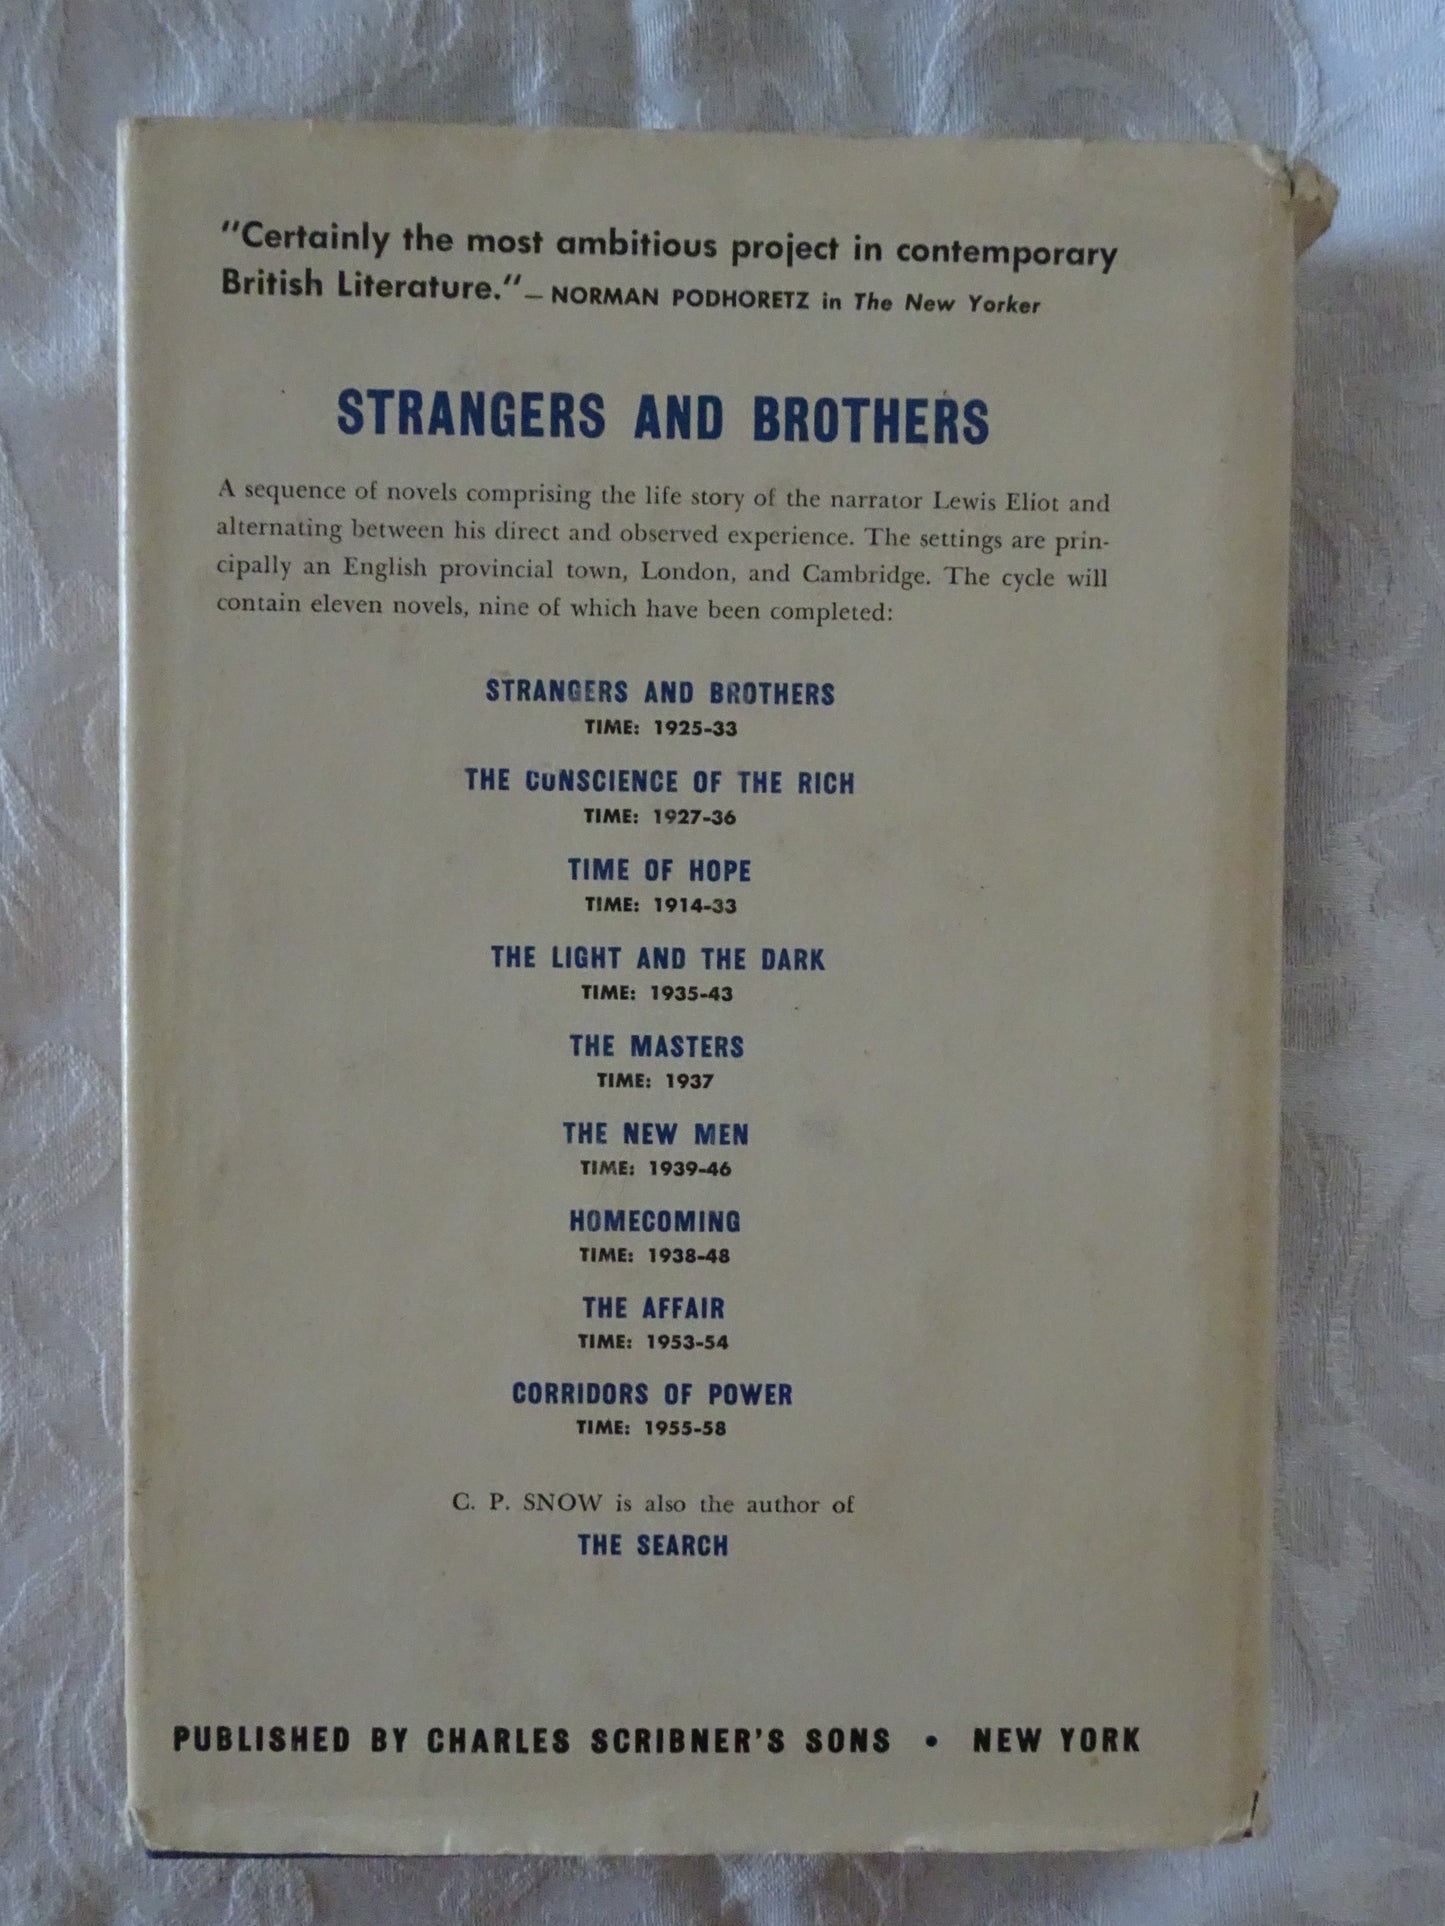 "Certainly the most ambitious project in contemporary
British Literature."—NORMAN PODHORETZ in The New Yorker
STRANGERS AND BROTHERS
A sequence of novels comprising the life story of the narrator Lewis Eliot and
alternating between his direct and observed experience. The settings are prin-
cipally an English provincial town, London, and Cambridge. The cycle will
contain eleven novels, nine of which have been completed:
STRANGERS AND BROTHERS
TIME: 1925-33
THE CONSCIENCE OF THE RICH
TIME: 1927-36
TIME OF HOPE
TIME: 1914-33
THE LIGHT AND THE DARK
TIME: 1935-43
THE MASTERS
TIME: 1937
THE NEW MEN
TIME: 1939-46
HOMECOMING
TIME: 1938-48
THE AFFAIR
TIME: 1953-54
CORRIDORS OF POWER
TIME: 1955-58
C. P. SNOW is also the author of
THE SEARCH
PUBLISHED BY CHARLES SCRIBNER'S SONS • NEW YORK